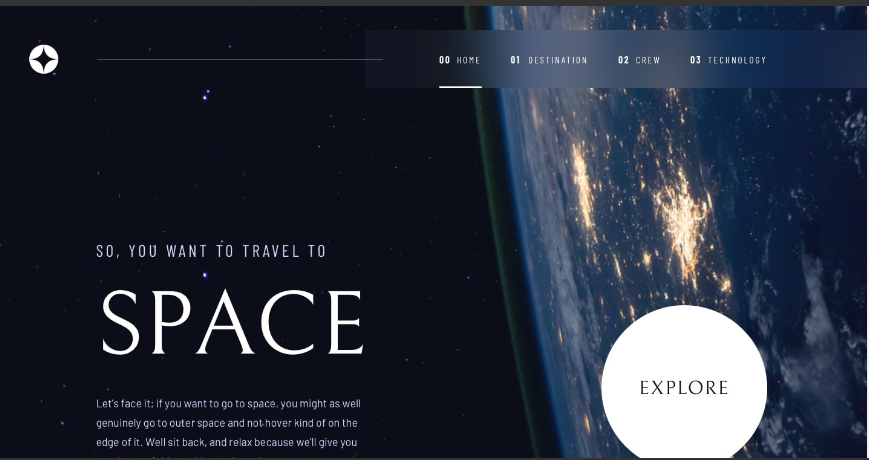 00 HOME 01 DESTINATION 02 CREW 03 TECHNOLOGY
SO, YOU WANT TO TRAVEL TO
SPACE
EXPLORE
Let's face it; if you want to go to space, you might as well
genuinely go to outer space and not hover kind of on the
edge of it. Well sit back, and relax because we'll give you